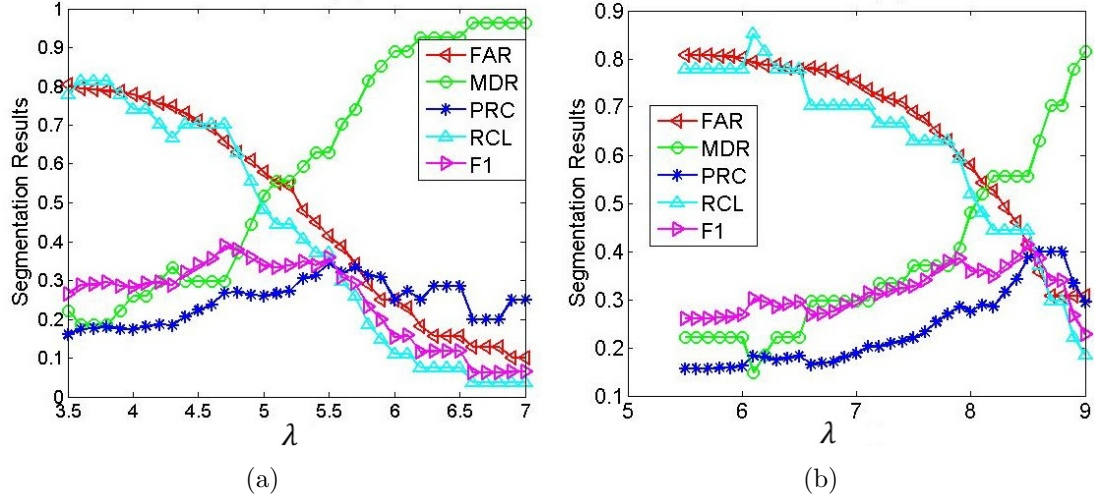 Segmentation Results
1
0.9
0.8
0.7
0.6
0.5
0.4
0.3
0.2
0.1
0
3.5 4 4.5 5 5.5 6 6.5 7
λ
FAR
MDR
PRC
RCL
F1
(a)
Segmentation Results
0.9
0.8
0.7
0.6
0.5
0.4
0.3
0.2
0.1
5 6 7 8 9
λ
FAR
MDR
PRC
RCL
F1
(b)